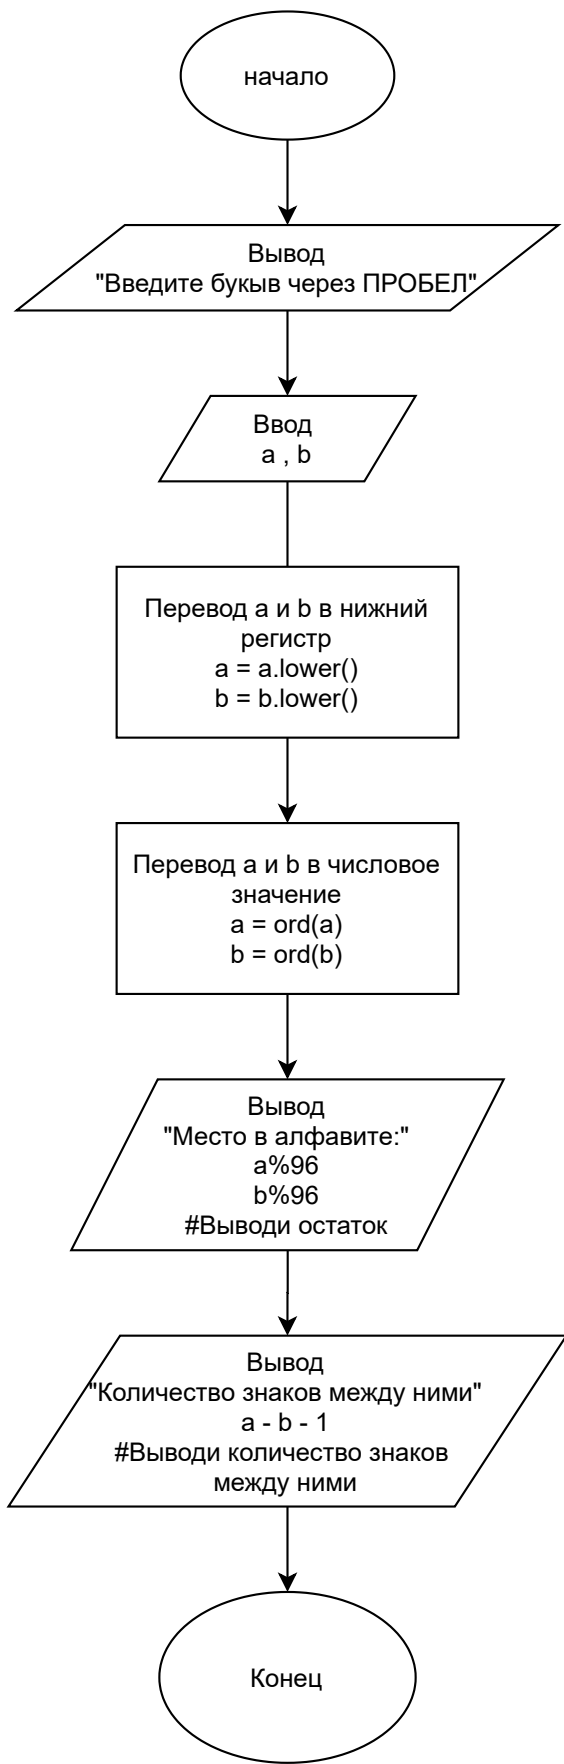 начало
Вывод
"Введите букыв через ПРОБЕЛ"
Ввод
a , b
Перевод a и b в нижний
регистр
a = a.lower()
b = b.lower()
Перевод a и b в числовое
значение
a = ord(a)
b = ord(b)
Вывод
"Место в алфавите:"
a%96
b%96
#Выводи остаток
Вывод
"Количество знаков между ними"
a - b - 1
#Выводи количество знаков
между ними
Конец